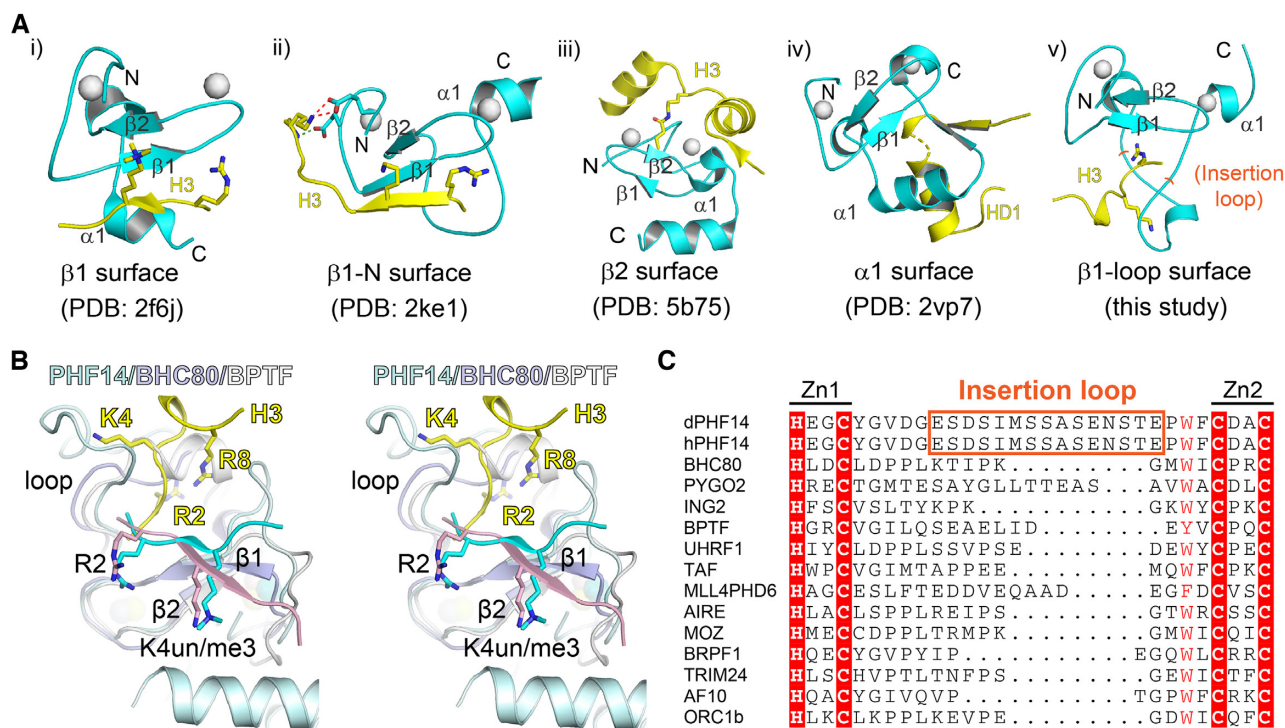 A
i)
N
β2
β1
H3
α1
C
β1 surface
(PDB: 2f6j)
ii)
N
α1
C
β2
β1
H3
β1-N surface
(PDB: 2ke1)
iii)
H3
N
β2
β1
α1
C
β2 surface
(PDB: 5b75)
iv)
β2
C
N
β1
α1
HD1
α1 surface
(PDB: 2vp7)
v)
C
N
β2
β1
α1
H3
(Insertion
loop)
β1-loop surface
(this study)
B
PHF14/BHC80/BPTF
K4
H3
R8
loop
R2
R2
β1
β2
K4un/me3
PHF14/BHC80/BPTF
K4
H3
R8
loop
R2
R2
β1
β2
K4un/me3
C
Zn1 Insertion loop Zn2
dPHF14 HEGCYGVDGESDSIMSSASENSTEPWFCDAC
hPHF14 HEGCYGVDGESDSIMSSASENSTEPWFCDAC
BHC80 HLDCLDPPLKTIPK..........GMWICPRC
PYGO2 HRECTGMTESAYGLLTTEAS...AVWACDLC
ING2 HFSCVSLTYKPK............GKWYCPK
BPTF HGRCVGILQSEAELID........EYVCPQC
UHRF1 HIYCLDPPLSSVPSE.........DEWYCPEC
TAF HWPCVGIMTAPPEE..........MQWFCPKC
MLL4PHD6 HAGCESLFTEDDVEQAAD.....EGFDCVSC
AIRE HLACLSPPLREIPS..........GTWRCSSC
MOZ HMECCDPPLTRMPK..........GMWICQIC
BRPF1 HQECYGVPYIP............EGQWLCRRC
TRIM24 HLSCHVPTLTNFPS..........GEWICTFC
AF10 HQACYGIVQVP............TGPWFCRKC
ORC1b HLKCLKPPLKEVPE..........GDWICQFC